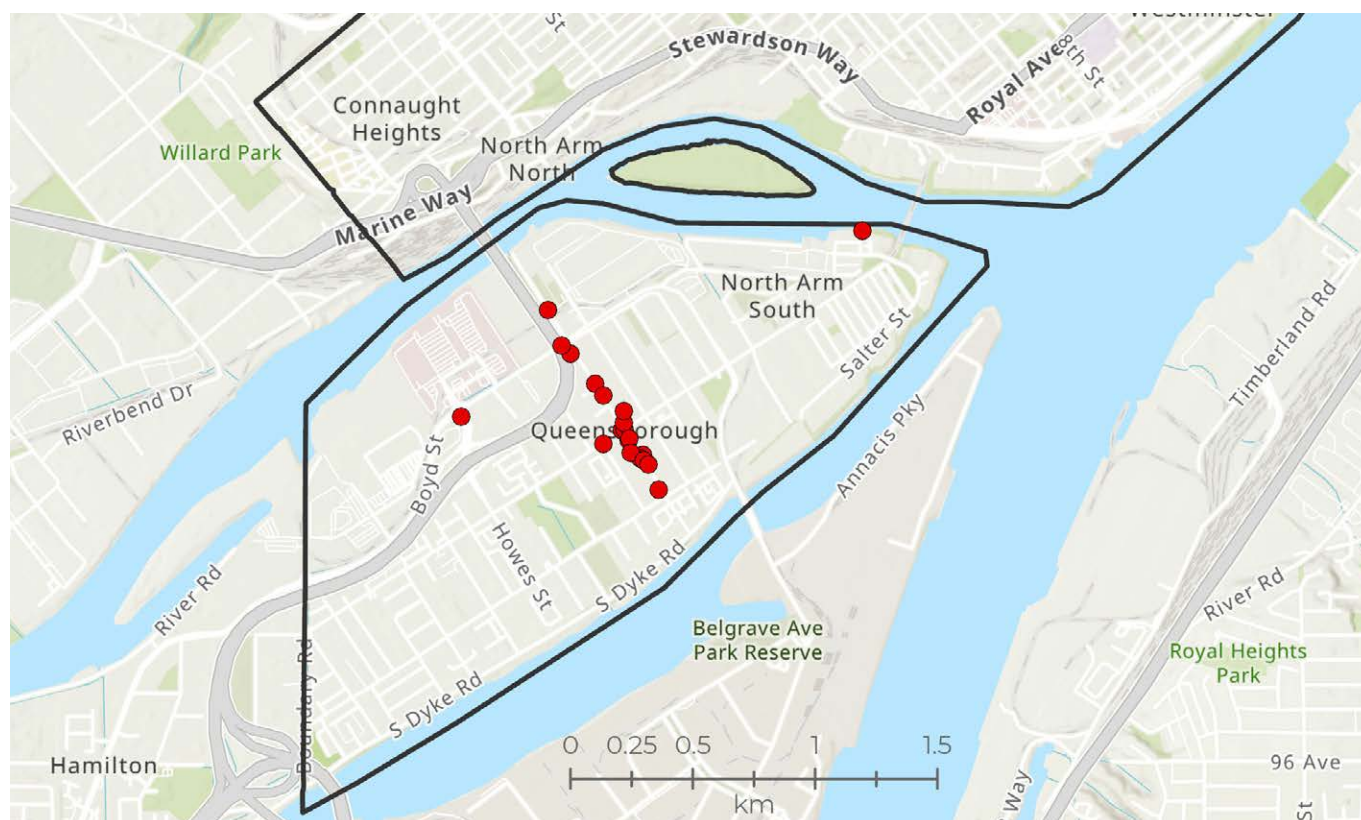 Westminster
St
8th St
Stewardson Way
Royal Ave
Connaught
Heights
Willard Park
North Arm
North
Marine Way
North Arm
South
Salter St
Timberland Rd
Riverbend Dr
Boyd St
Queensborough
Annacis Pky
Howes St
S Dyke Rd
River Rd
River Rd
Belgrave Ave
Park Reserve
Royal Heights
Park
Boundary Rd
S Dyke Rd
Hamilton
0 0.25 0.5 1 1.5
km
96 Ave
Way
St